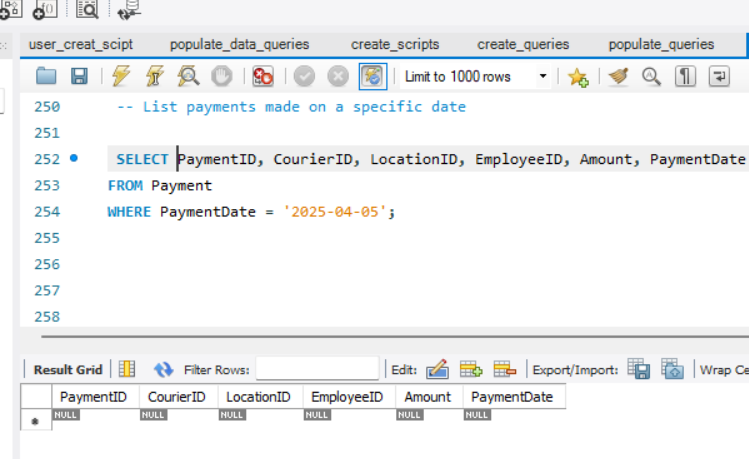 user_creat_scipt populate_data_queries create_scripts create_queries populate_queries
Limit to 1000 rows
250 -- List payments made on a specific date
251
252 SELECT PaymentID, CourierID, LocationID, EmployeeID, Amount, PaymentDate
253 FROM Payment
254 WHERE PaymentDate = '2025-04-05';
255
256
257
258
Result Grid Filter Rows: Edit: Export/Import: Wrap Ce
PaymentID CourierID LocationID EmployeeID Amount PaymentDate
NULL NULL NULL NULL NULL NULL